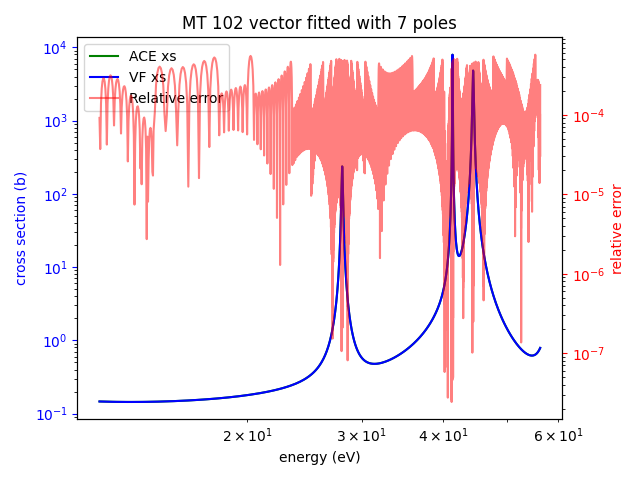 MT 102 vector fitted with 7 poles
ACE xs
VF xs
Relative error
cross section (b)
10⁴
10³
10²
10¹
10⁰
10⁻¹
relative error
10⁻⁴
10⁻⁵
10⁻⁶
10⁻⁷
2 × 10¹
3 × 10¹
4 × 10¹
6 × 10¹
energy (eV)